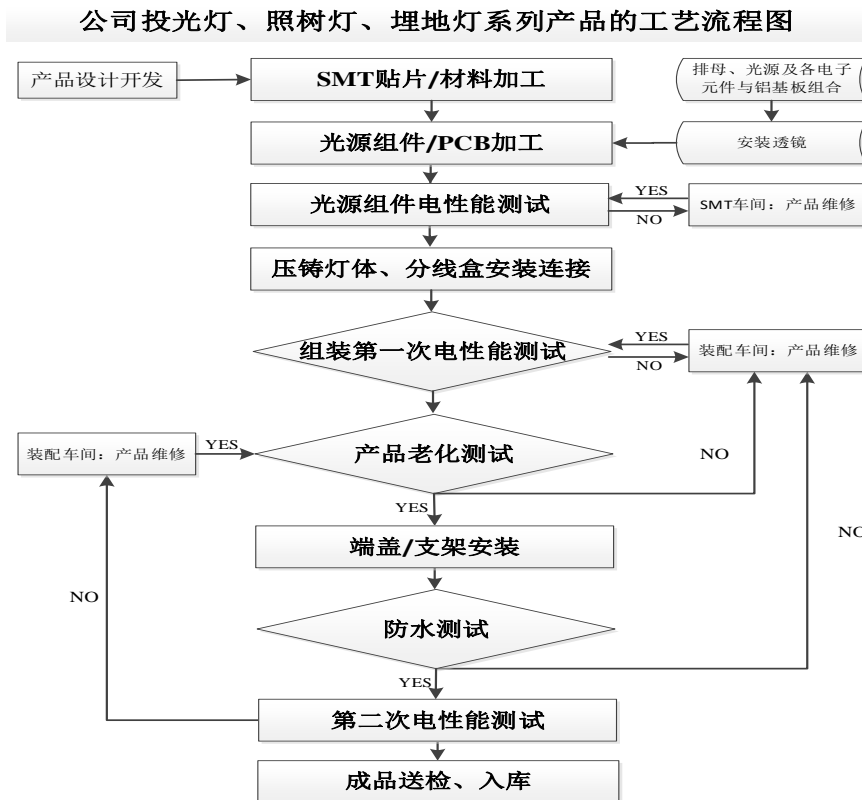 公司投光灯、照树灯、埋地灯系列产品的工艺流程图
产品设计开发
SMT贴片/材料加工
排母、光源及各电子
元件与铝基板组合
光源组件/PCB加工
安装透镜
光源组件电性能测试
YES
NO
SMT车间：产品维修
压铸灯体、分线盒安装连接
组装第一次电性能测试
YES
NO
装配车间：产品维修
装配车间：产品维修
YES
产品老化测试
NO
YES
端盖/支架安装
NO
NO
防水测试
YES
第二次电性能测试
成品送检、入库